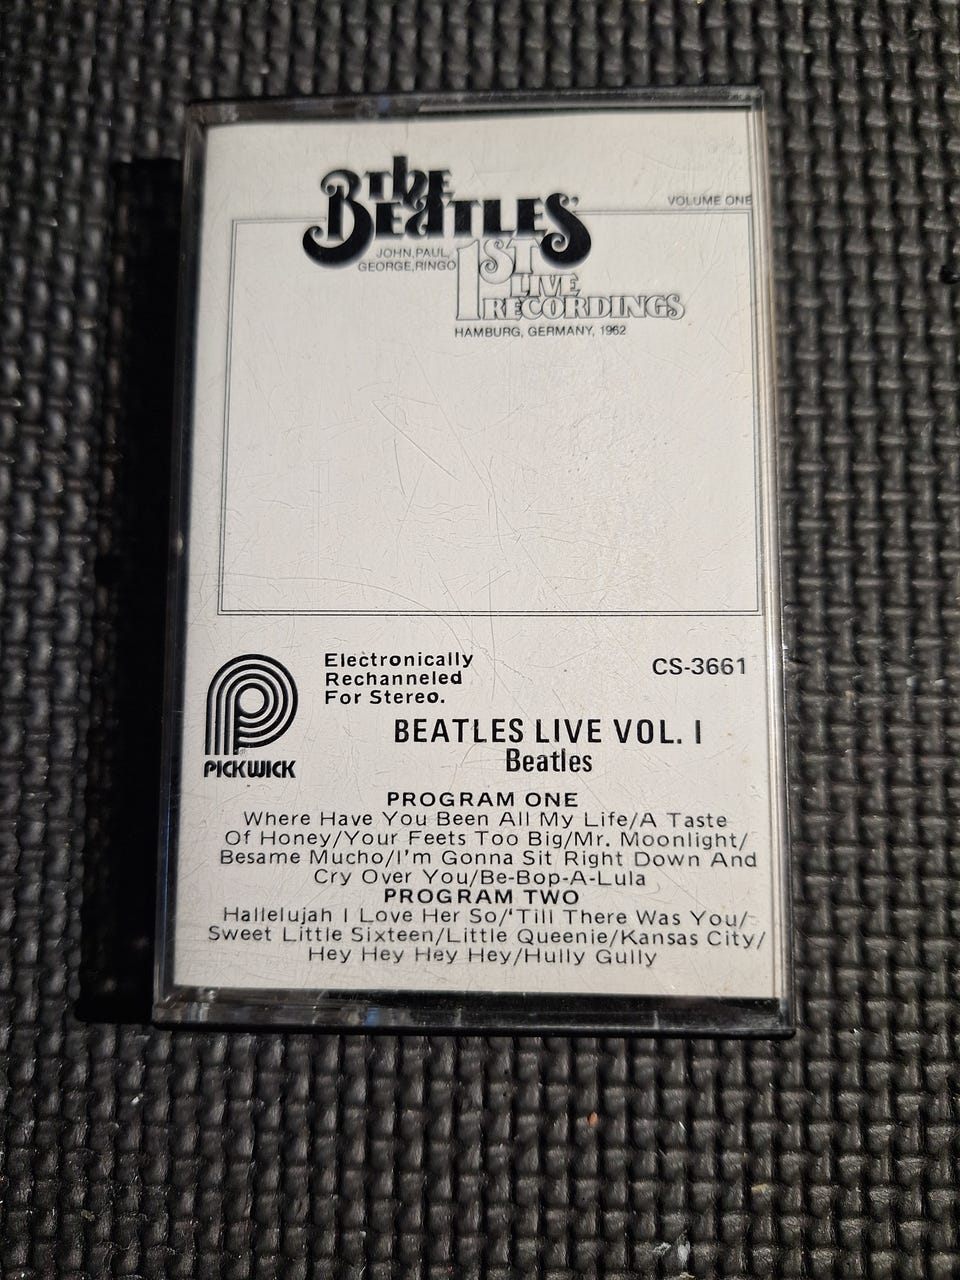 The
BEATLES
VOLUME ONE
JOHN, PAUL,
GEORGE, RINGO
1ST
LIVE
RECORDINGS
HAMBURG, GERMANY, 1962
Electronically
Rechanneled
For Stereo.
CS-3661
PICKWICK
BEATLES LIVE VOL. I
Beatles
PROGRAM ONE
Where Have You Been All My Life/A Taste
Of Honey/Your Feets Too Big/Mr. Moonlight/
Besame Mucho/I'm Gonna Sit Right Down And
Cry Over You/Be-Bop-A-Lula
PROGRAM TWO
Hallelujah I Love Her So/'Till There Was You/
Sweet Little Sixteen/Little Queenie/Kansas City/
Hey Hey Hey Hey/Hully Gully